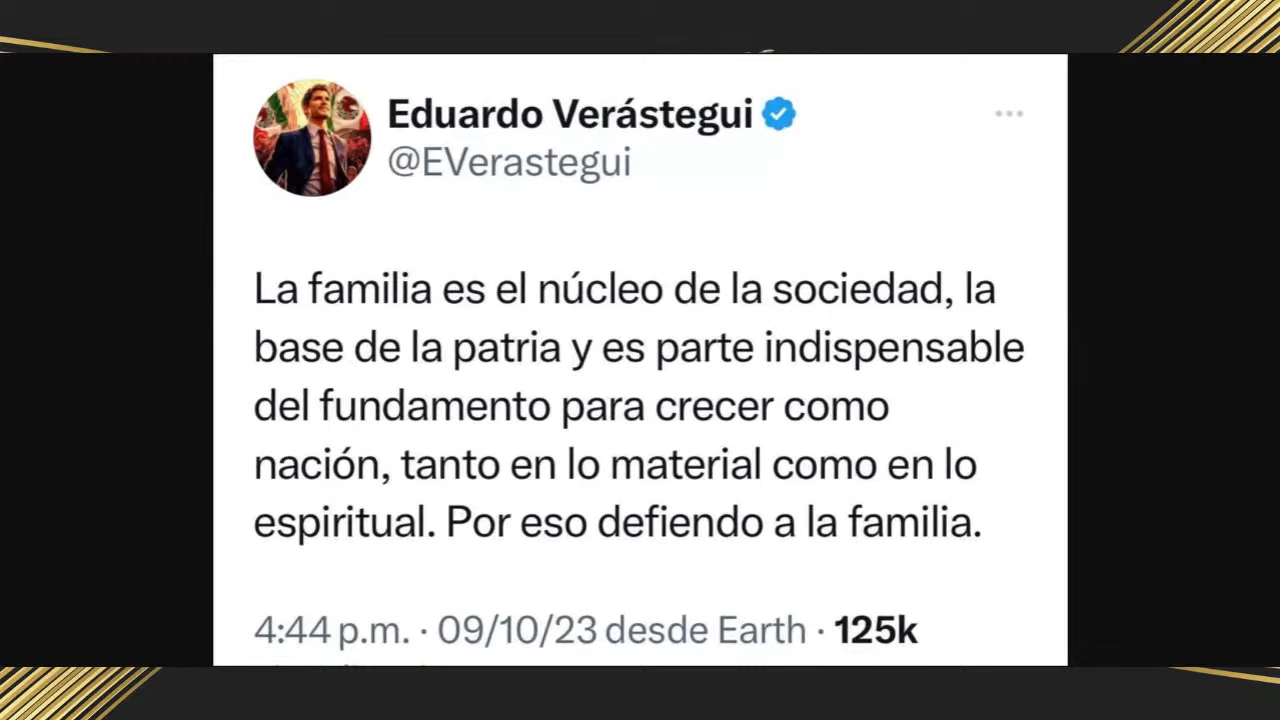 Eduardo Verástegui
@EVerastegui
La familia es el núcleo de la sociedad, la
base de la patria y es parte indispensable
del fundamento para crecer como
nación, tanto en lo material como en lo
espiritual. Por eso defiendo a la familia.
4:44 p.m. · 09/10/23 desde Earth · 125k